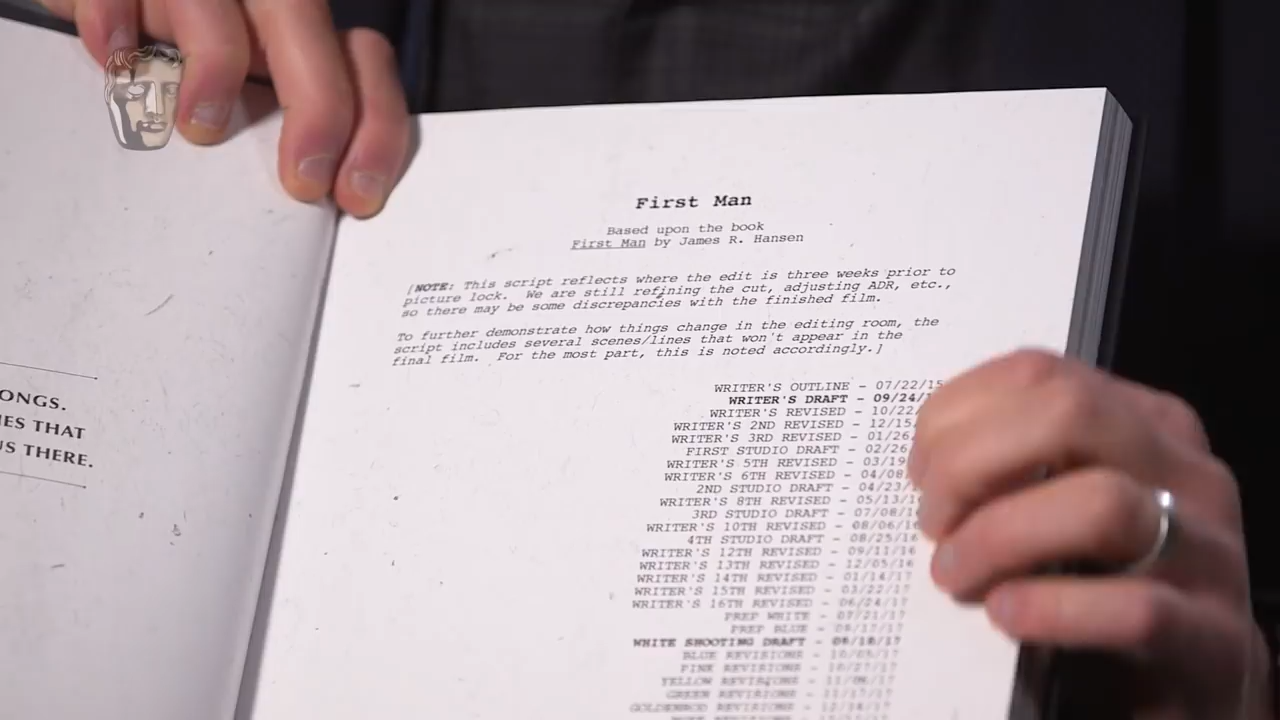 ONGS.
IES THAT
US THERE.
First Man
Based upon the book
First Man by James R. Hansen
[NOTE: This script reflects where the edit is three weeks prior to
picture lock. We are still refining the cut, adjusting ADR, etc.,
so there may be some discrepancies with the finished film.
To further demonstrate how things change in the editing room, the
script includes several scenes/lines that won't appear in the
final film. For the most part, this is noted accordingly.]
WRITER'S OUTLINE - 07/22/15
WRITER'S DRAFT - 09/24/1
WRITER'S REVISED - 10/22/
WRITER'S 2ND REVISED - 12/15/
WRITER'S 3RD REVISED - 01/26/
FIRST STUDIO DRAFT - 02/26
WRITER'S 5TH REVISED - 03/19
WRITER'S 6TH REVISED - 04/08/
2ND STUDIO DRAFT - 04/23/1
WRITER'S 8TH REVISED - 05/13/1
3RD STUDIO DRAFT - 07/08/16
WRITER'S 10TH REVISED - 08/06/16
4TH STUDIO DRAFT - 08/25/16
WRITER'S 12TH REVISED - 09/11/16
WRITER'S 13TH REVISED - 12/05/16
WRITER'S 14TH REVISED - 01/14/17
WRITER'S 15TH REVISED - 03/22/17
WRITER'S 16TH REVISED - 06/24/17
PREP WHITE - 07/21/17
PREP BLUE - 08/17/17
WHITE SHOOTING DRAFT - 09/18/17
BLUE REVISIONS - 10/05/17
PINK REVISIONS - 10/27/17
YELLOW REVISIONS - 11/08/17
GREEN REVISIONS - 11/17/17
GOLDENROD REVISIONS - 12/14/17